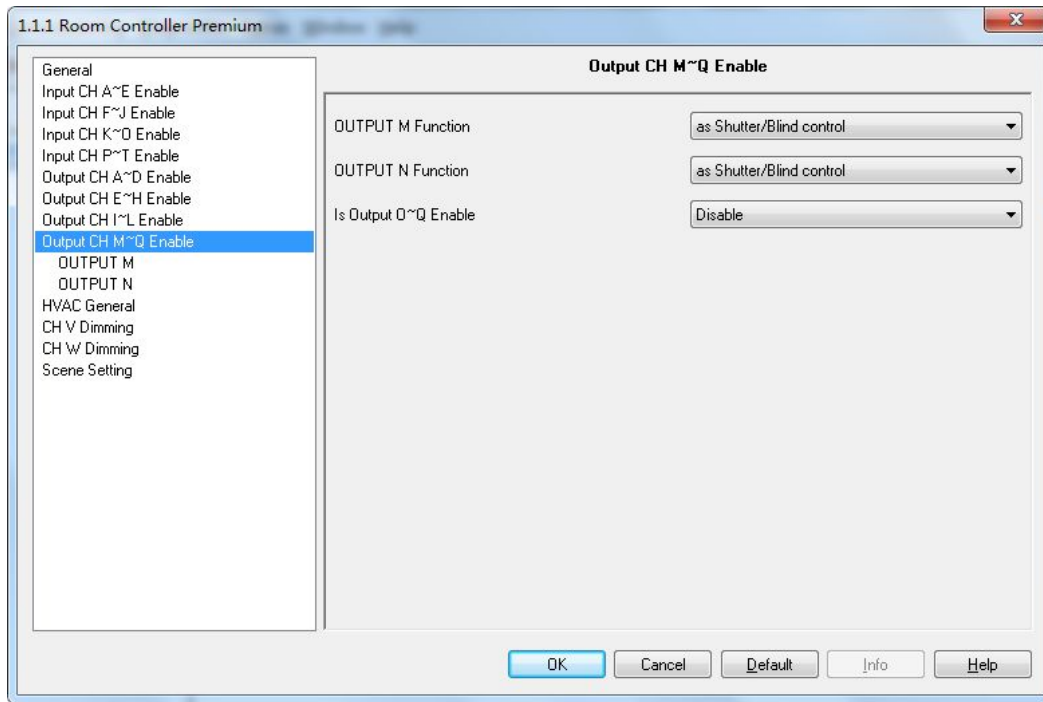 1.1.1 Room Controller Premium
General
Input CH A~E Enable
Input CH F~J Enable
Input CH K~O Enable
Input CH P~T Enable
Output CH A~D Enable
Output CH E~H Enable
Output CH I~L Enable
Output CH M~Q Enable
OUTPUT M
OUTPUT N
HVAC General
CH V Dimming
CH W Dimming
Scene Setting
Output CH M~Q Enable
OUTPUT M Function as Shutter/Blind control
OUTPUT N Function as Shutter/Blind control
Is Output O~Q Enable Disable
OK Cancel Default Info Help